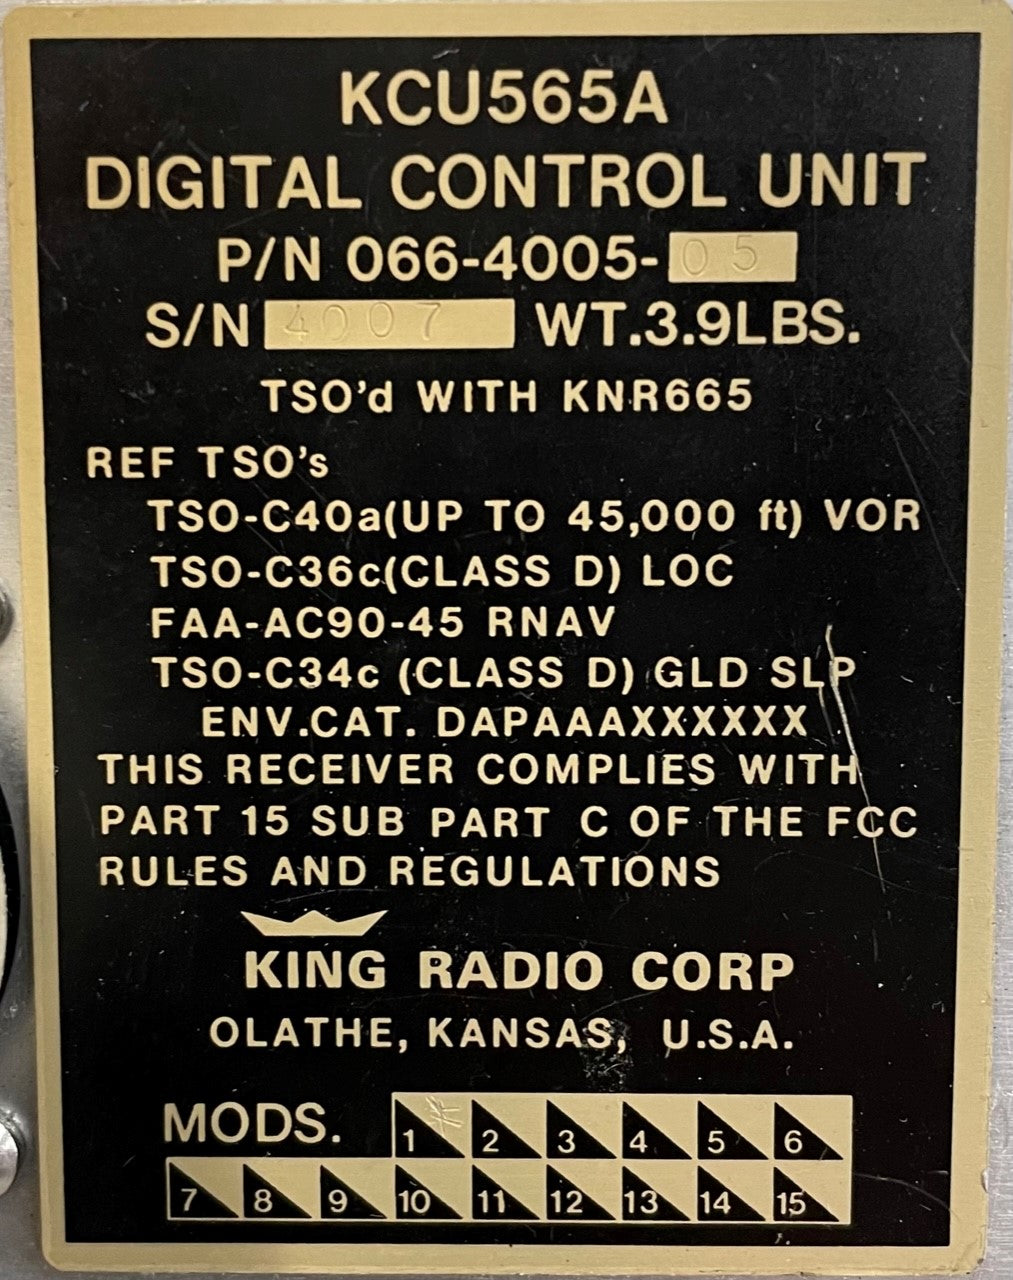 KCU565A
DIGITAL CONTROL UNIT
P/N 066-4005-05
S/N 4007 WT.3.9LBS.
TSO'd WITH KNR665
REF TSO's
TSO-C40a(UP TO 45,000 ft) VOR
TSO-C36c(CLASS D) LOC
FAA-AC90-45 RNAV
TSO-C34c (CLASS D) GLD SLP
ENV.CAT. DAPAAAXXXXXX
THIS RECEIVER COMPLIES WITH
PART 15 SUB PART C OF THE FCC
RULES AND REGULATIONS
KING RADIO CORP
OLATHE, KANSAS, U.S.A.
MODS. 1 2 3 4 5 6
7 8 9 10 11 12 13 14 15